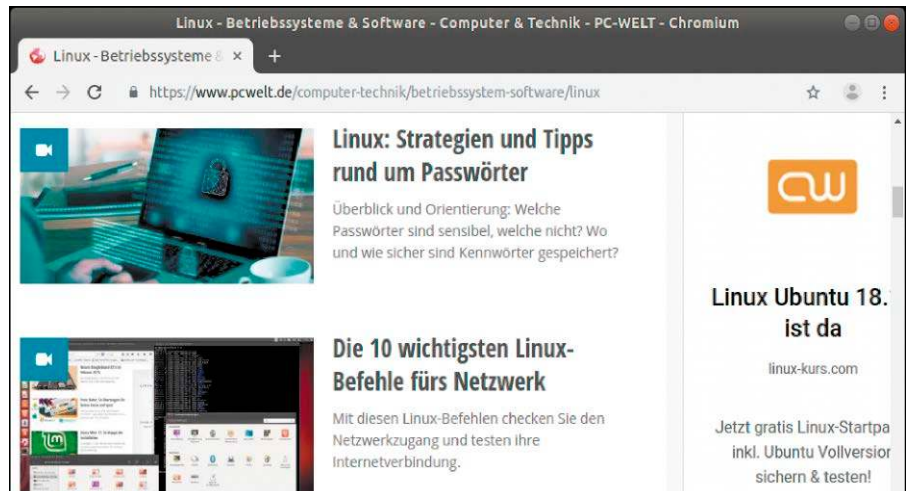 Linux - Betriebssysteme & Software - Computer & Technik - PC-WELT - Chromium
Linux - Betriebssysteme &
https://www.pcwelt.de/computer-technik/betriebssystem-software/linux
Linux: Strategien und Tipps
rund um Passwörter
Überblick und Orientierung: Welche
Passwörter sind sensibel, welche nicht? Wo
und wie sicher sind Kennwörter gespeichert?
Die 10 wichtigsten Linux-
Befehle fürs Netzwerk
Mit diesen Linux-Befehlen checken Sie den
Netzwerkzugang und testen ihre
Internetverbindung.
Linux Ubuntu 18.
ist da
linux-kurs.com
Jetzt gratis Linux-Startpa
inkl. Ubuntu Vollversion
sichern & testen!